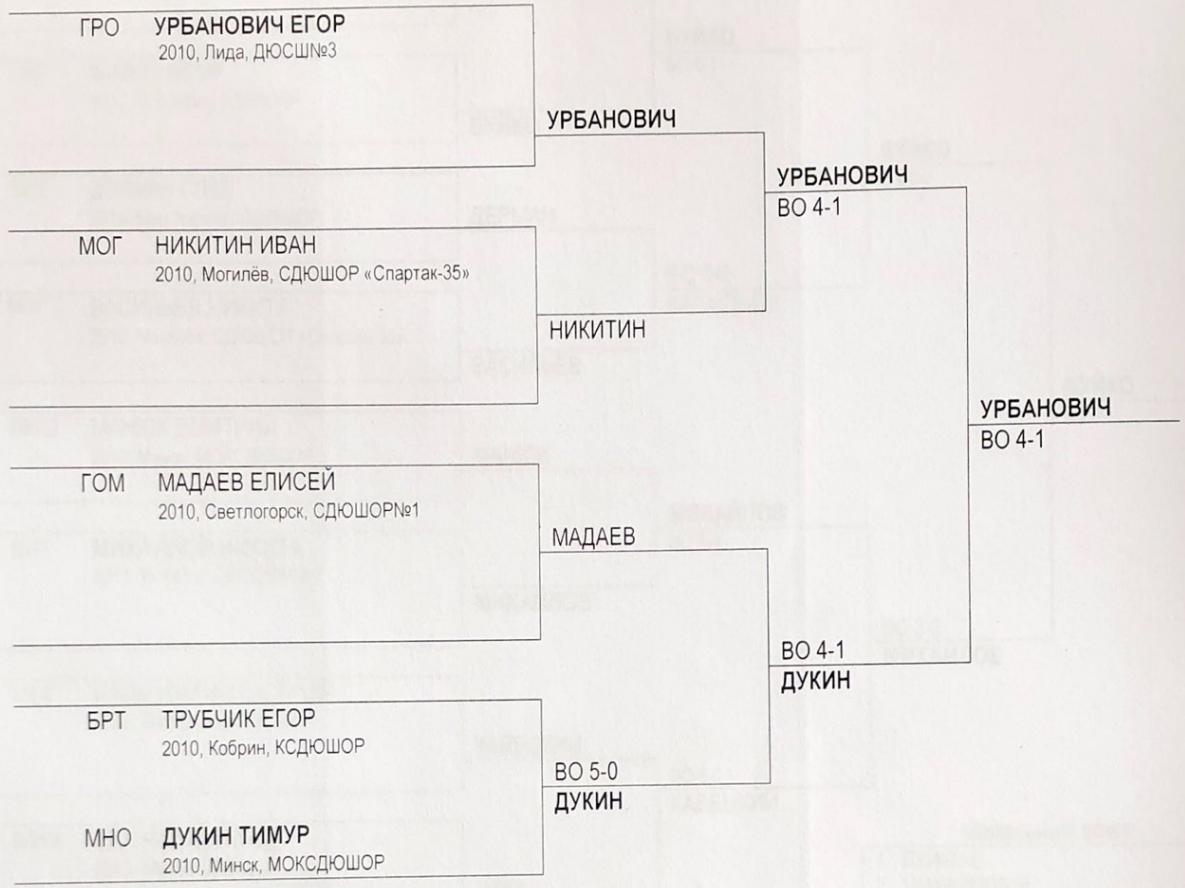 ГРО УРБАНОВИЧ ЕГОР
2010, Лида, ДЮСШ№3
УРБАНОВИЧ
УРБАНОВИЧ
ВО 4-1
МОГ НИКИТИН ИВАН
2010, Могилёв, СДЮШОР «Спартак-35»
НИКИТИН
УРБАНОВИЧ
ВО 4-1
ГОМ МАДАЕВ ЕЛИСЕЙ
2010, Светлогорск, СДЮШОР№1
МАДАЕВ
ВО 4-1
ДУКИН
БРТ ТРУБЧИК ЕГОР
2010, Кобрин, КСДЮШОР
ВО 5-0
ДУКИН
МНО ДУКИН ТИМУР
2010, Минск, МОКСДЮШОР